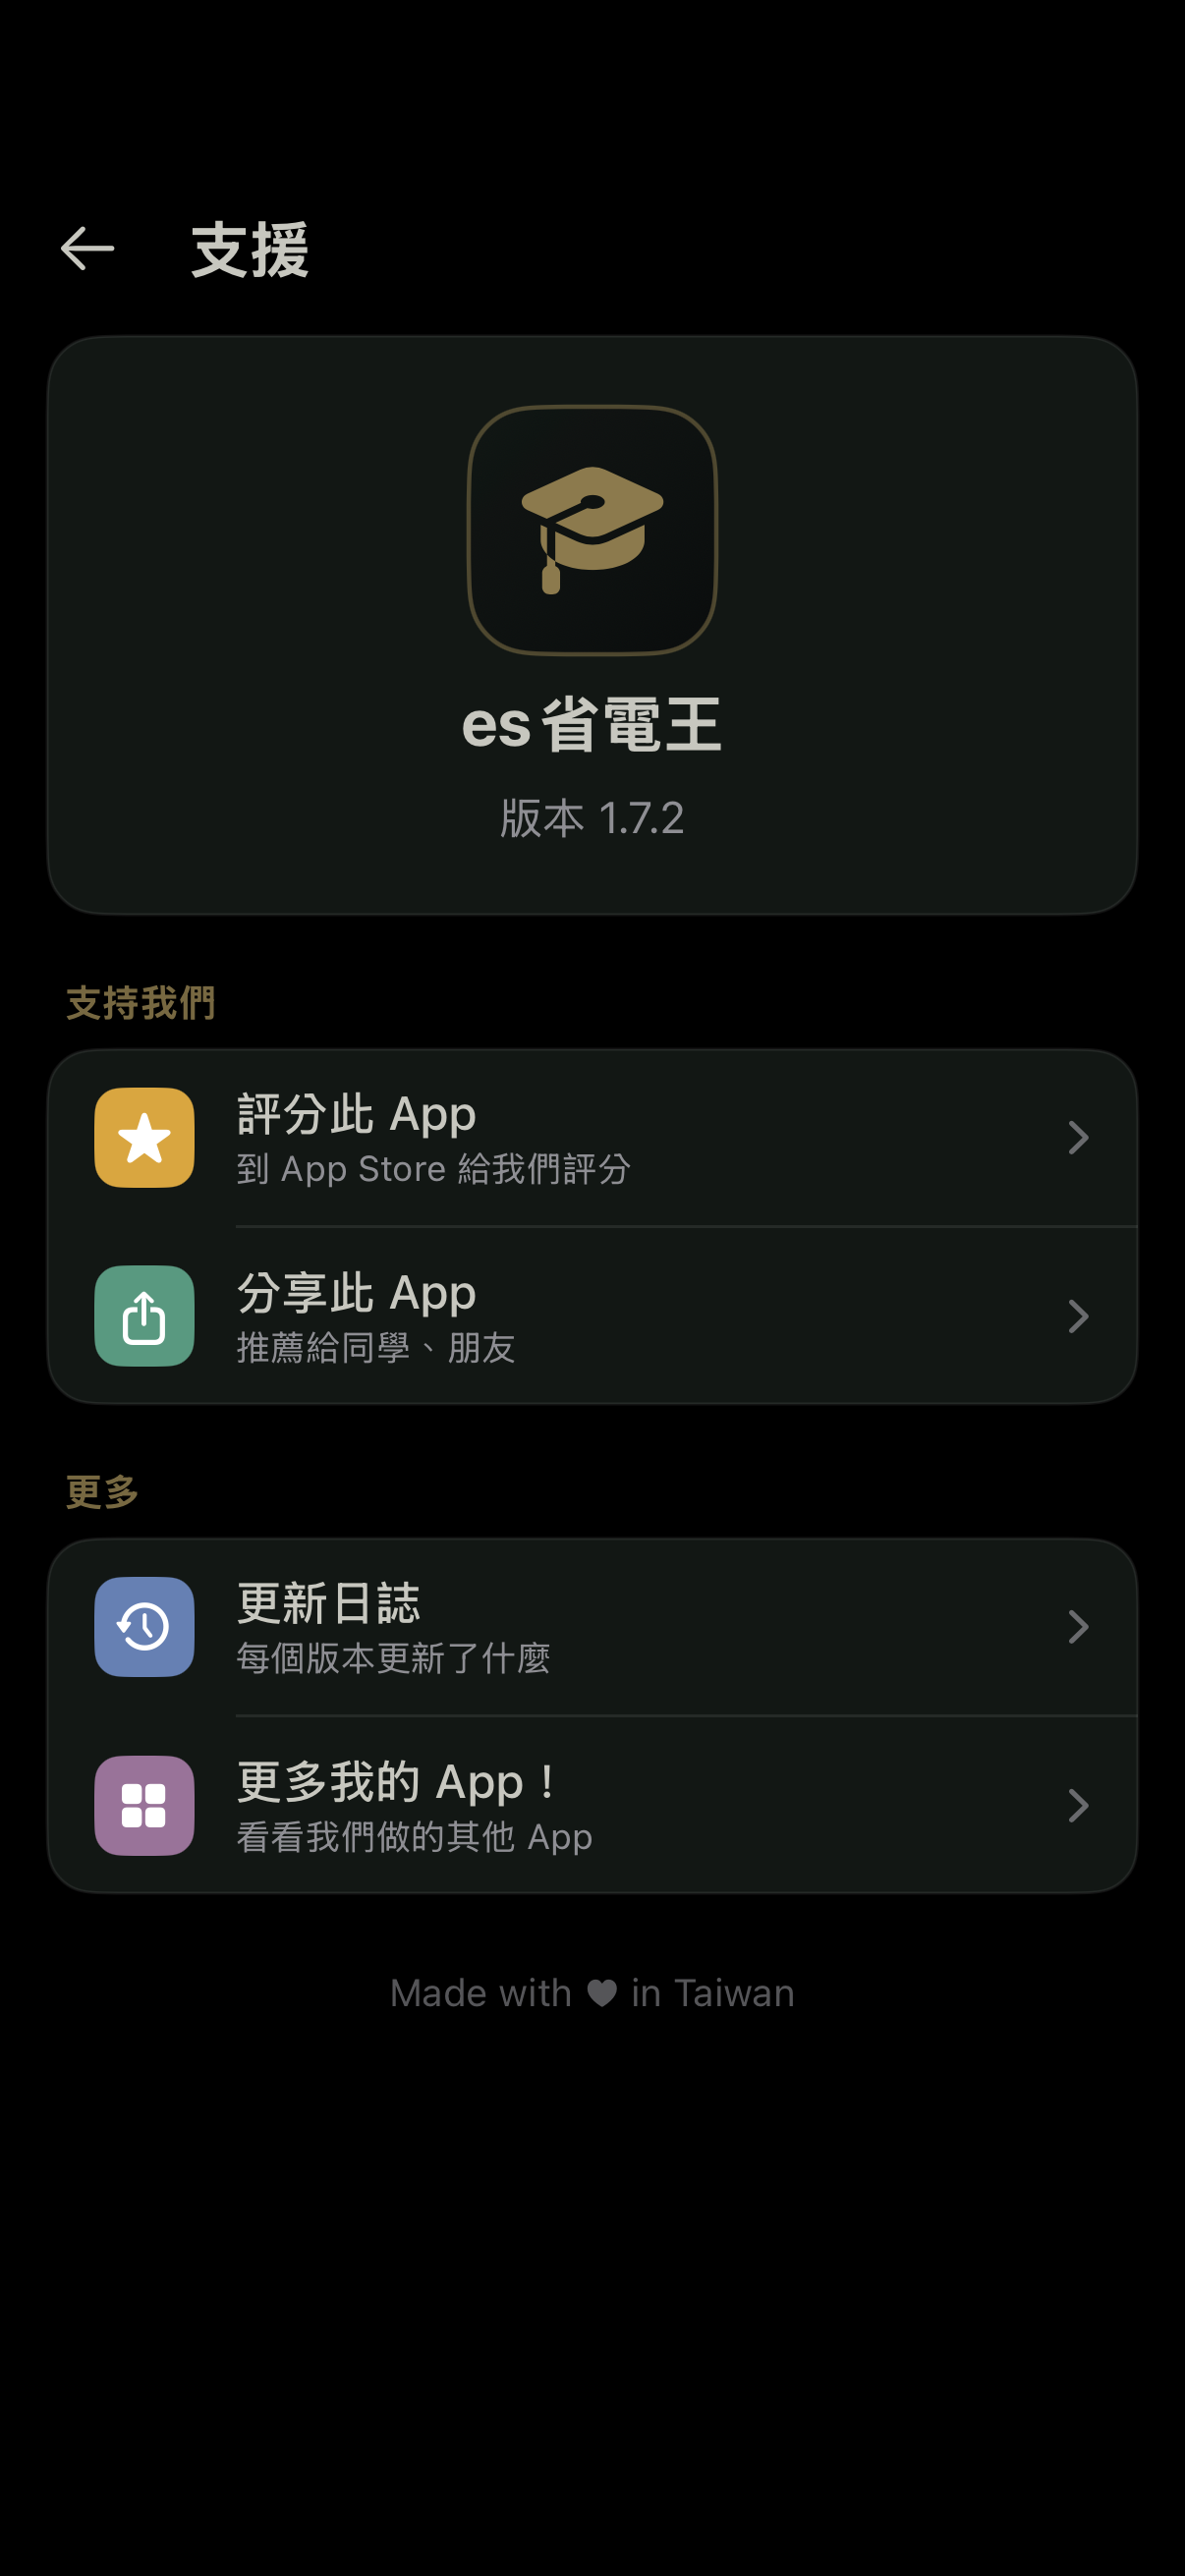 支援
es 省電王
版本 1.7.2
支持我們
評分此 App
到 App Store 給我們評分
分享此 App
推薦給同學、朋友
更多
更新日誌
每個版本更新了什麼
更多我的 App！
看看我們做的其他 App
Made with ♥ in Taiwan